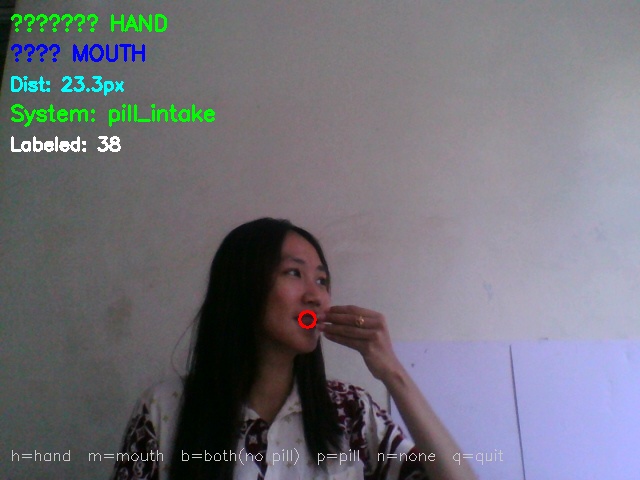 ??????? HAND
???? MOUTH
Dist: 23.3px
System: pill_intake
Labeled: 38
h=hand m=mouth b=both(no pill) p=pill n=none q=quit